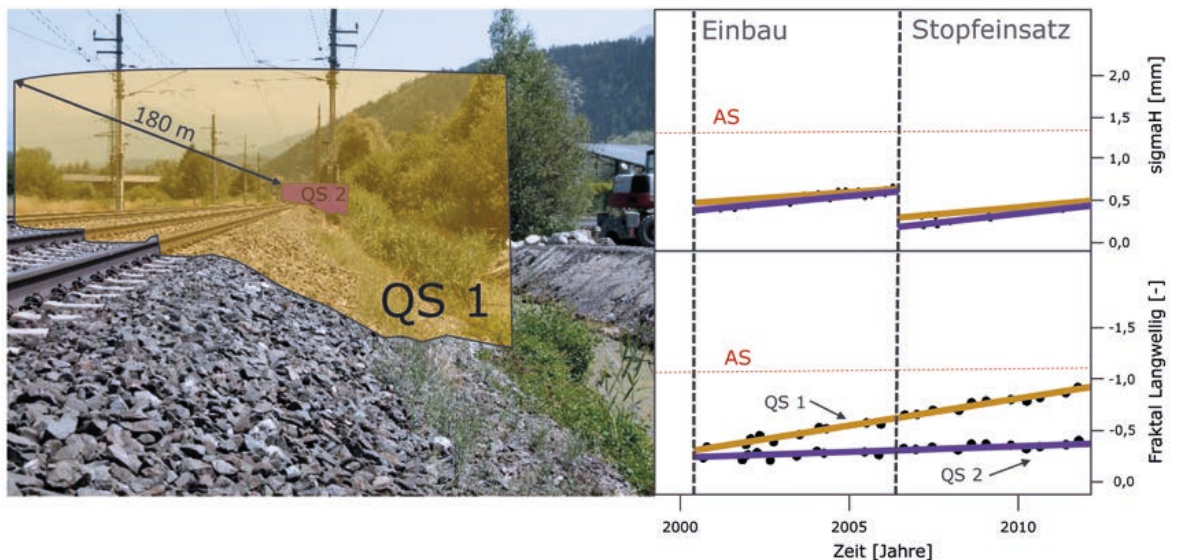 180 m
QS 2
QS 1
Einbau
Stopfeinsatz
AS
2,0
1,5
1,0
0,5
0,0
sigmaH [mm]
AS
QS 1
QS 2
-1,5
-1,0
-0,5
0,0
Fraktal Langwellig [-]
2000
2005
2010
Zeit [Jahre]